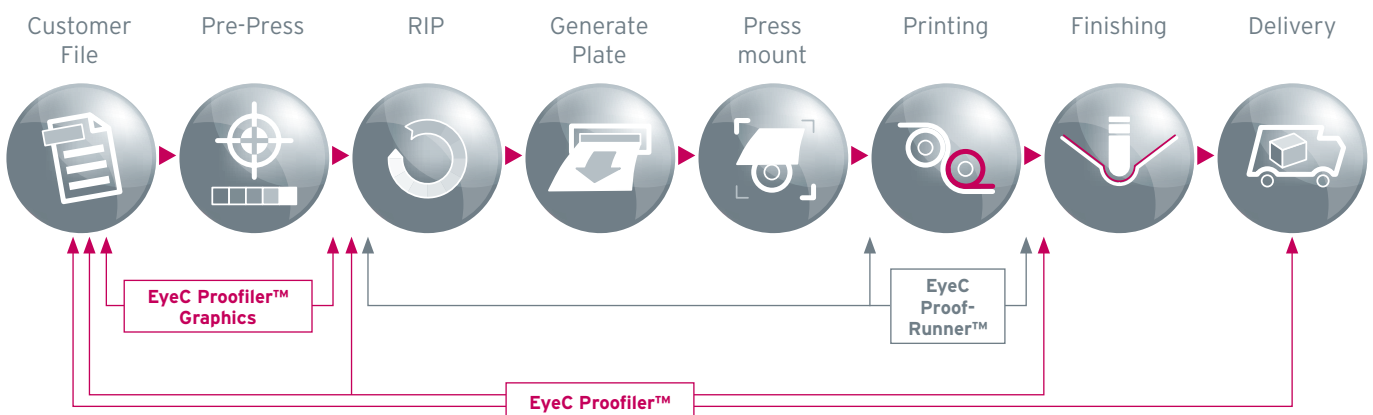 Customer
File
Pre-Press
RIP
Generate
Plate
Press
mount
Printing
Finishing
Delivery
EyeC Proofiler™
Graphics
EyeC
Proof-
Runner™
EyeC Proofiler™